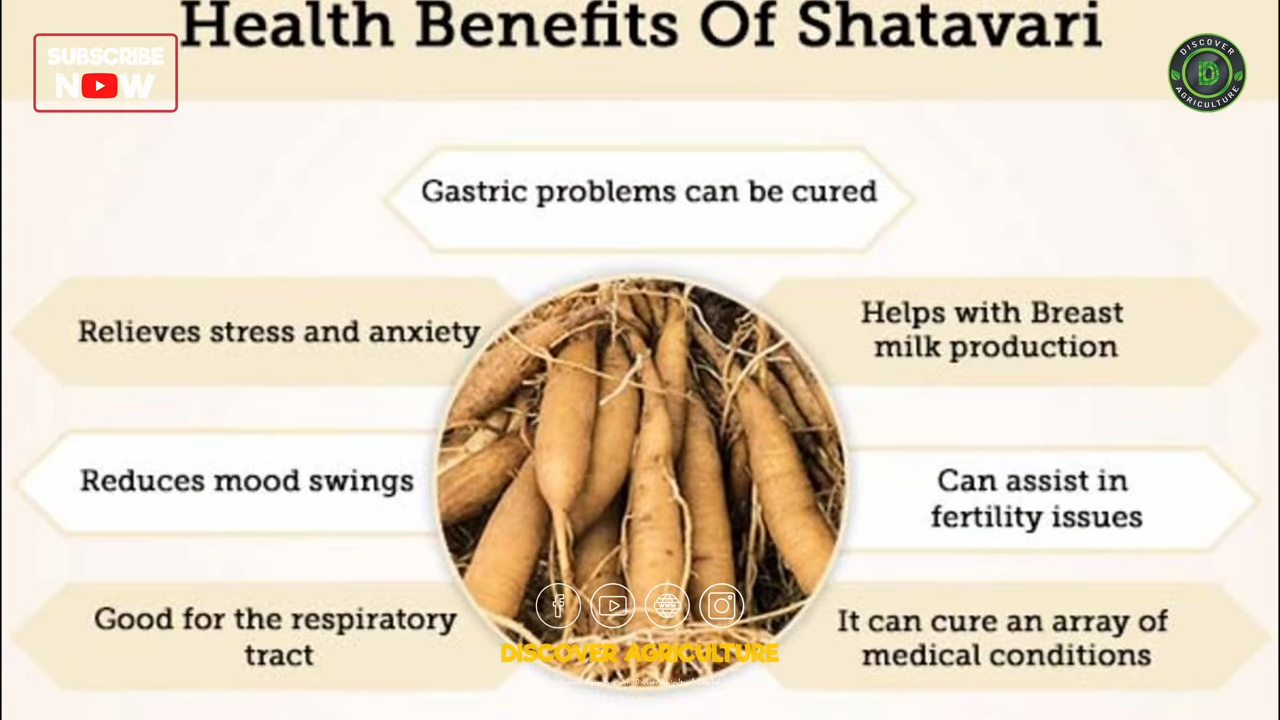 Health Benefits Of Shatavari
SUBSCRIBE
NOW
DISCOVER
D
AGRICULTURE
Gastric problems can be cured
Relieves stress and anxiety
Helps with Breast
milk production
Reduces mood swings
Can assist in
fertility issues
Good for the respiratory
tract
It can cure an array of
medical conditions
f
www
DISCOVER AGRICULTURE